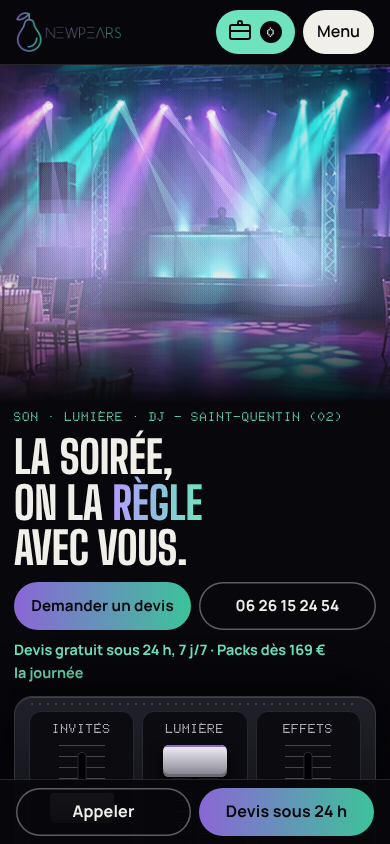 NEWPEARS
0
Menu
SON · LUMIÈRE · DJ — SAINT-QUENTIN (02)
LA SOIRÉE,
ON LA RÈGLE
AVEC VOUS.
Demander un devis
06 26 15 24 54
Devis gratuit sous 24 h, 7 j/7 · Packs dès 169 €
la journée
INVITÉS
LUMIÈRE
EFFETS
Appeler
Devis sous 24 h